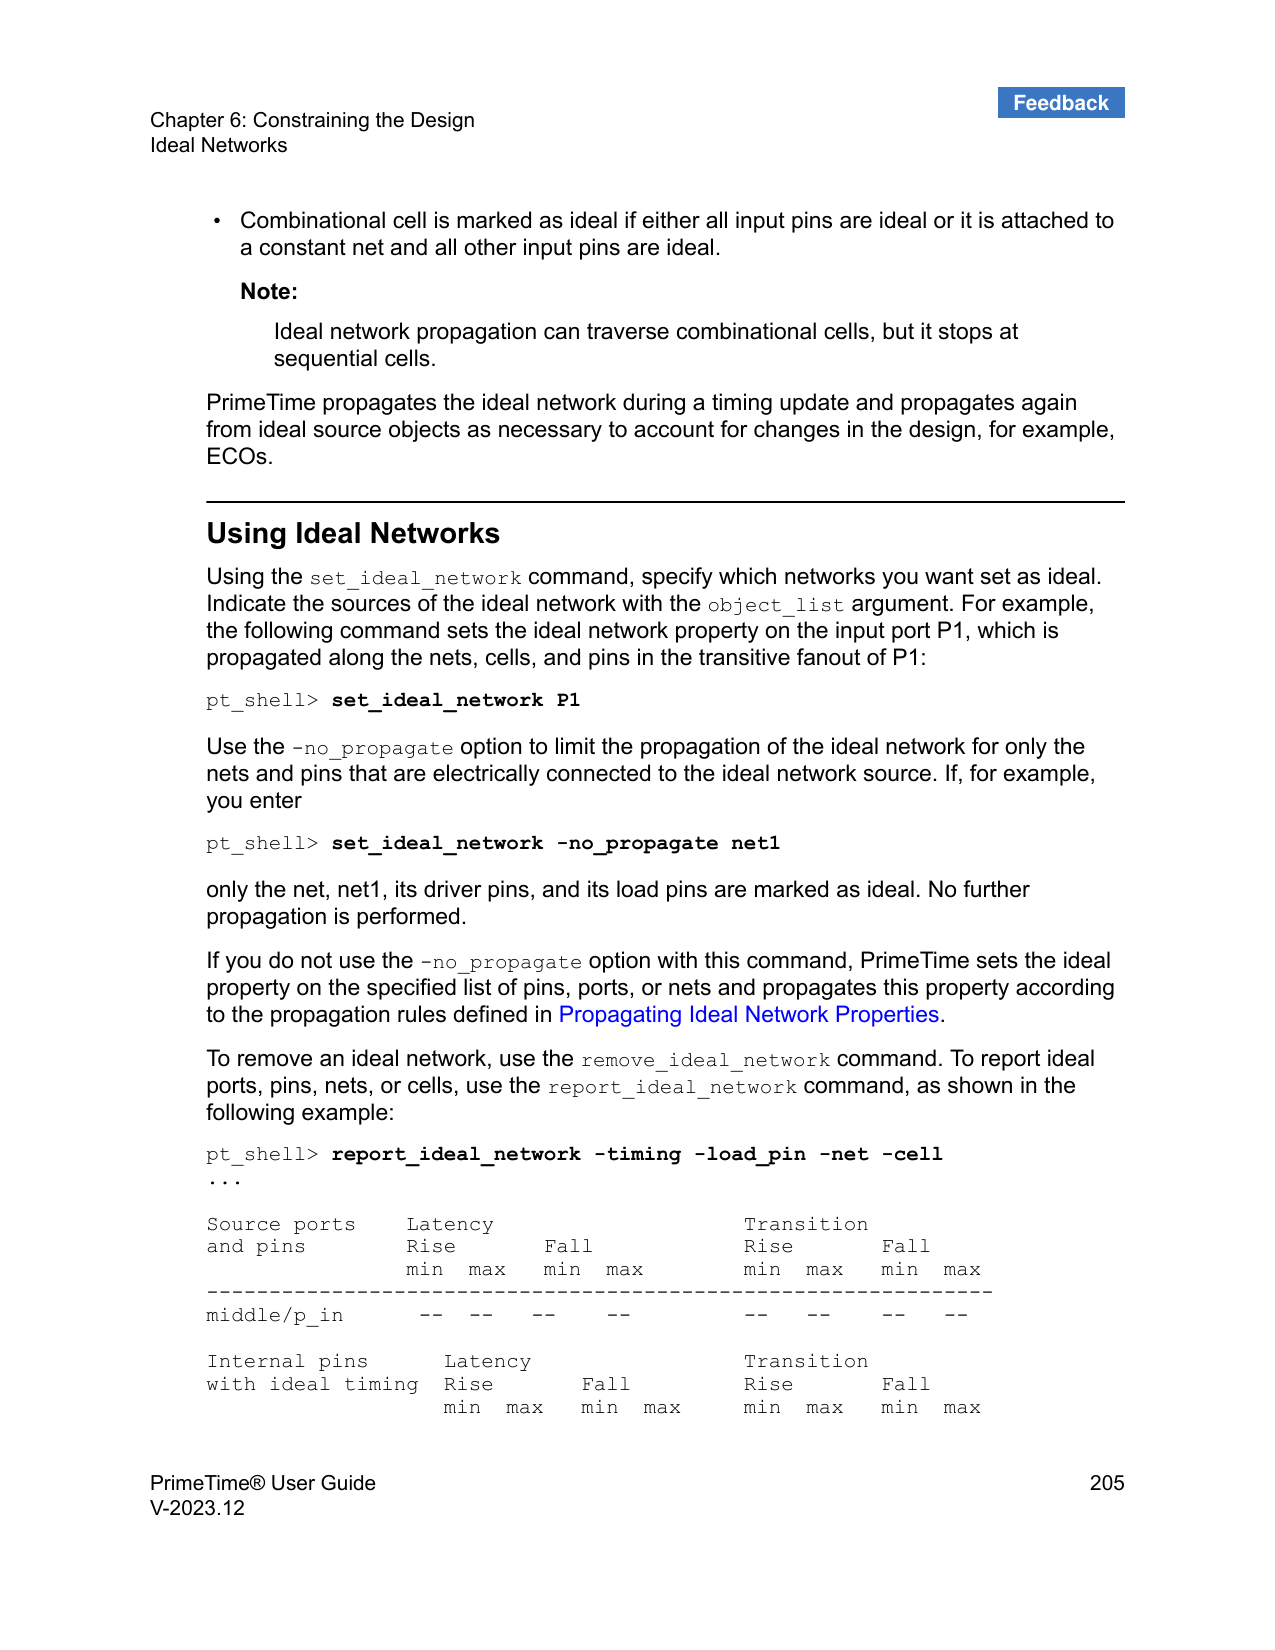 Feedback
Chapter 6: Constraining the Design
Ideal Networks
• Combinational cell is marked as ideal if either all input pins are ideal or it is attached to
a constant net and all other input pins are ideal.
Note:
Ideal network propagation can traverse combinational cells, but it stops at
sequential cells.
PrimeTime propagates the ideal network during a timing update and propagates again
from ideal source objects as necessary to account for changes in the design, for example,
ECOs.
Using Ideal Networks
Using the set_ideal_network command, specify which networks you want set as ideal.
Indicate the sources of the ideal network with the object_list argument. For example,
the following command sets the ideal network property on the input port P1, which is
propagated along the nets, cells, and pins in the transitive fanout of P1:
pt_shell> set_ideal_network P1
Use the -no_propagate option to limit the propagation of the ideal network for only the
nets and pins that are electrically connected to the ideal network source. If, for example,
you enter
pt_shell> set_ideal_network -no_propagate net1
only the net, net1, its driver pins, and its load pins are marked as ideal. No further
propagation is performed.
If you do not use the -no_propagate option with this command, PrimeTime sets the ideal
property on the specified list of pins, ports, or nets and propagates this property according
to the propagation rules defined in Propagating Ideal Network Properties.
To remove an ideal network, use the remove_ideal_network command. To report ideal
ports, pins, nets, or cells, use the report_ideal_network command, as shown in the
following example:
pt_shell> report_ideal_network -timing -load_pin -net -cell
...
Source ports    Latency                    Transition
and pins        Rise       Fall            Rise       Fall
                min  max   min  max        min  max   min  max
---------------------------------------------------------------
middle/p_in      --  --   --    --         --   --    --   --
Internal pins      Latency                 Transition
with ideal timing  Rise       Fall         Rise       Fall
                   min  max   min  max     min  max   min  max
PrimeTime® User Guide 205
V-2023.12